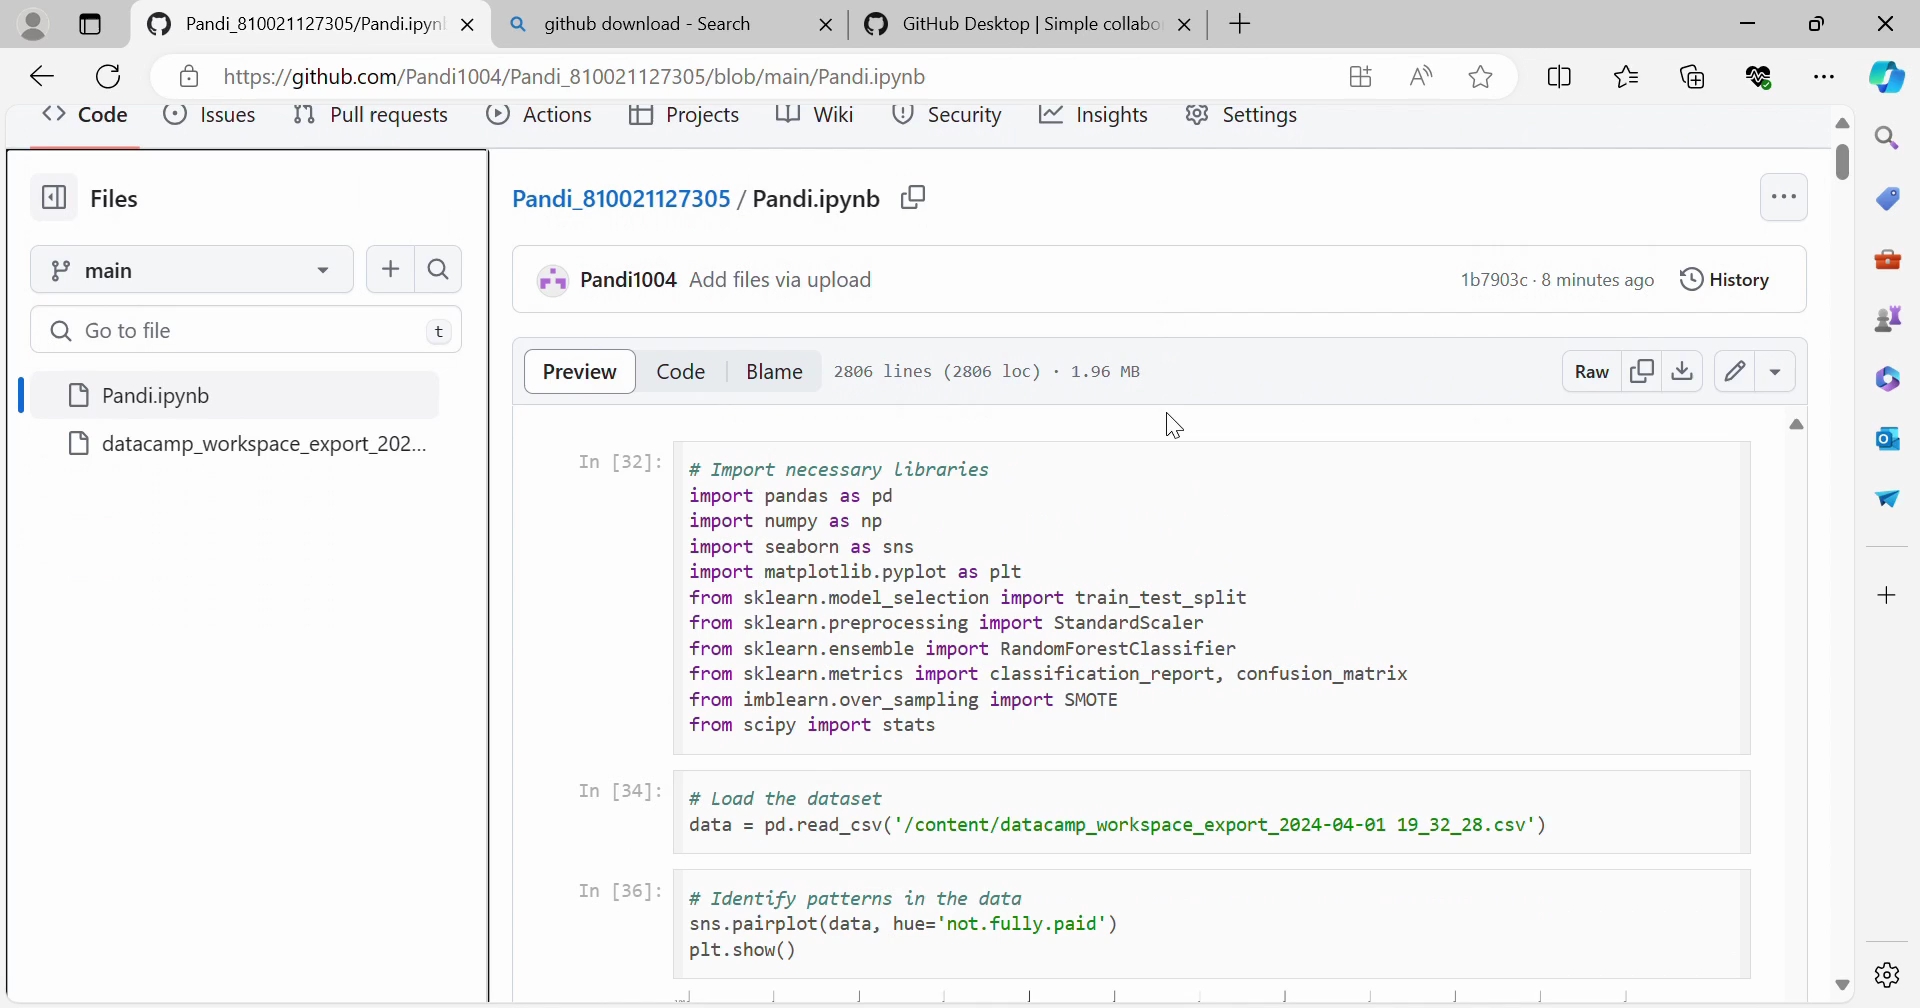 Pandi_810021127305/Pandi.ipynl
github download - Search
GitHub Desktop | Simple collabo
https://github.com/Pandi1004/Pandi_810021127305/blob/main/Pandi.ipynb
Code Issues Pull requests Actions Projects Wiki Security Insights Settings
Files
Pandi_810021127305 / Pandi.ipynb
main
Pandi1004 Add files via upload 1b7903c · 8 minutes ago History
Go to file t
Preview Code Blame 2806 lines (2806 loc) · 1.96 MB Raw
Pandi.ipynb
datacamp_workspace_export_202...
In [32]:
# Import necessary libraries
import pandas as pd
import numpy as np
import seaborn as sns
import matplotlib.pyplot as plt
from sklearn.model_selection import train_test_split
from sklearn.preprocessing import StandardScaler
from sklearn.ensemble import RandomForestClassifier
from sklearn.metrics import classification_report, confusion_matrix
from imblearn.over_sampling import SMOTE
from scipy import stats
In [34]:
# Load the dataset
data = pd.read_csv('/content/datacamp_workspace_export_2024-04-01 19_32_28.csv')
In [36]:
# Identify patterns in the data
sns.pairplot(data, hue='not.fully.paid')
plt.show()